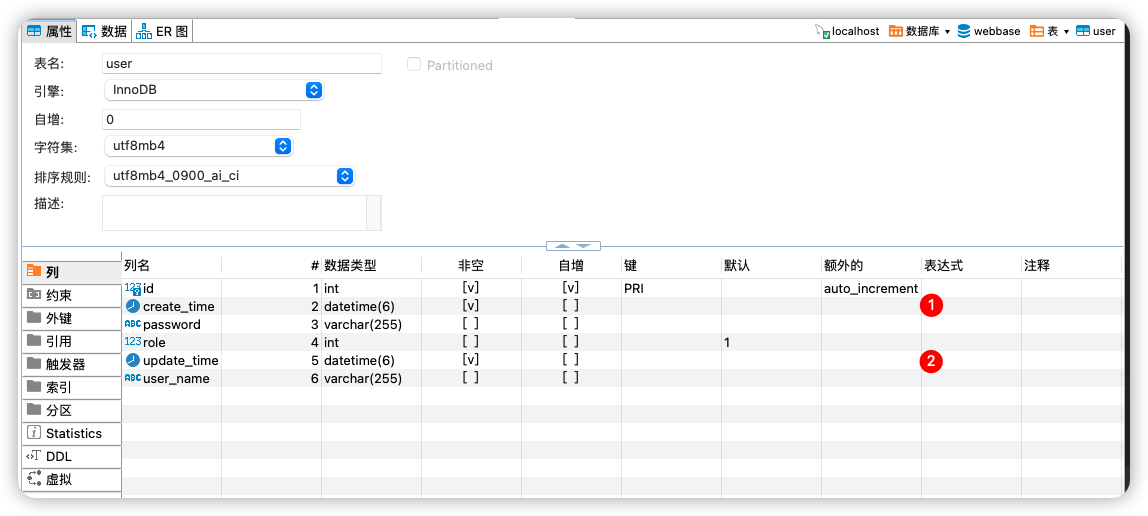 属性 数据 ER 图 localhost 数据库 webbase 表 user
表名: user Partitioned
引擎: InnoDB
自增: 0
字符集: utf8mb4
排序规则: utf8mb4_0900_ai_ci
描述:
列
约束
外键
引用
触发器
索引
分区
Statistics
DDL
虚拟
列名 # 数据类型 非空 自增 键 默认 额外的 表达式 注释
123 id 1 int [v] [v] PRI auto_increment
create_time 2 datetime(6) [v] [ ] 1
ABC password 3 varchar(255) [ ] [ ]
123 role 4 int [ ] [ ] 1
update_time 5 datetime(6) [v] [ ] 2
ABC user_name 6 varchar(255) [ ] [ ]